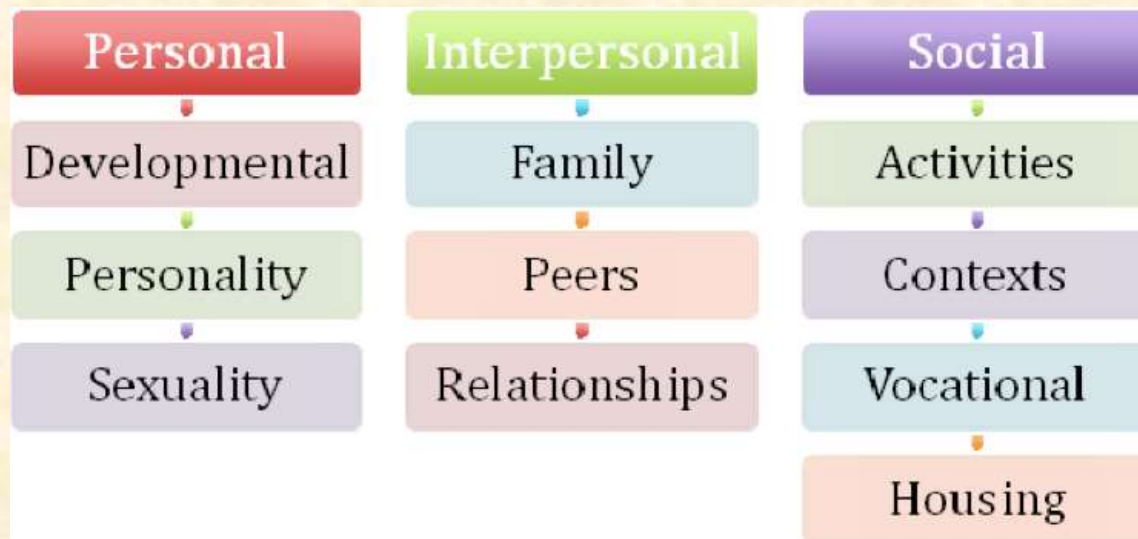 Personal
Developmental
Personality
Sexuality
Interpersonal
Family
Peers
Relationships
Social
Activities
Contexts
Vocational
Housing